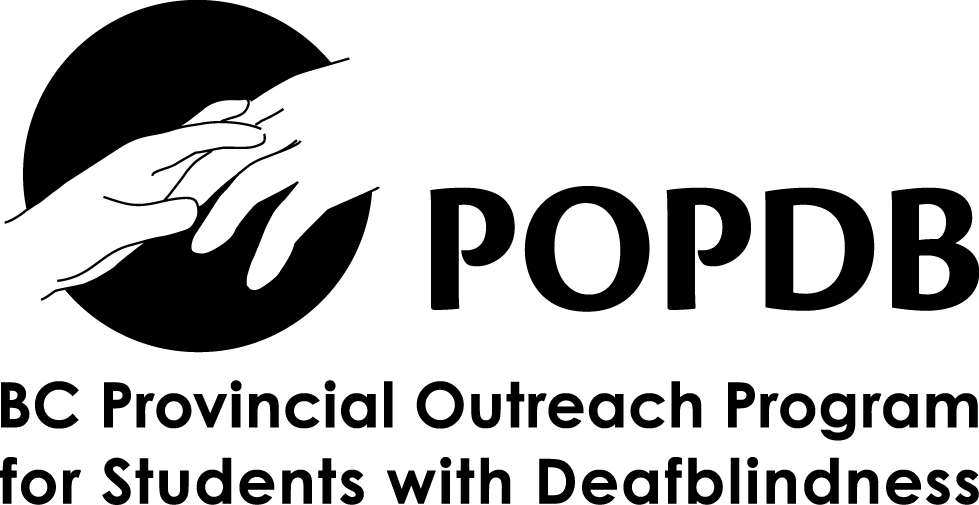 POPDB
BC Provincial Outreach Program
for Students with Deafblindness